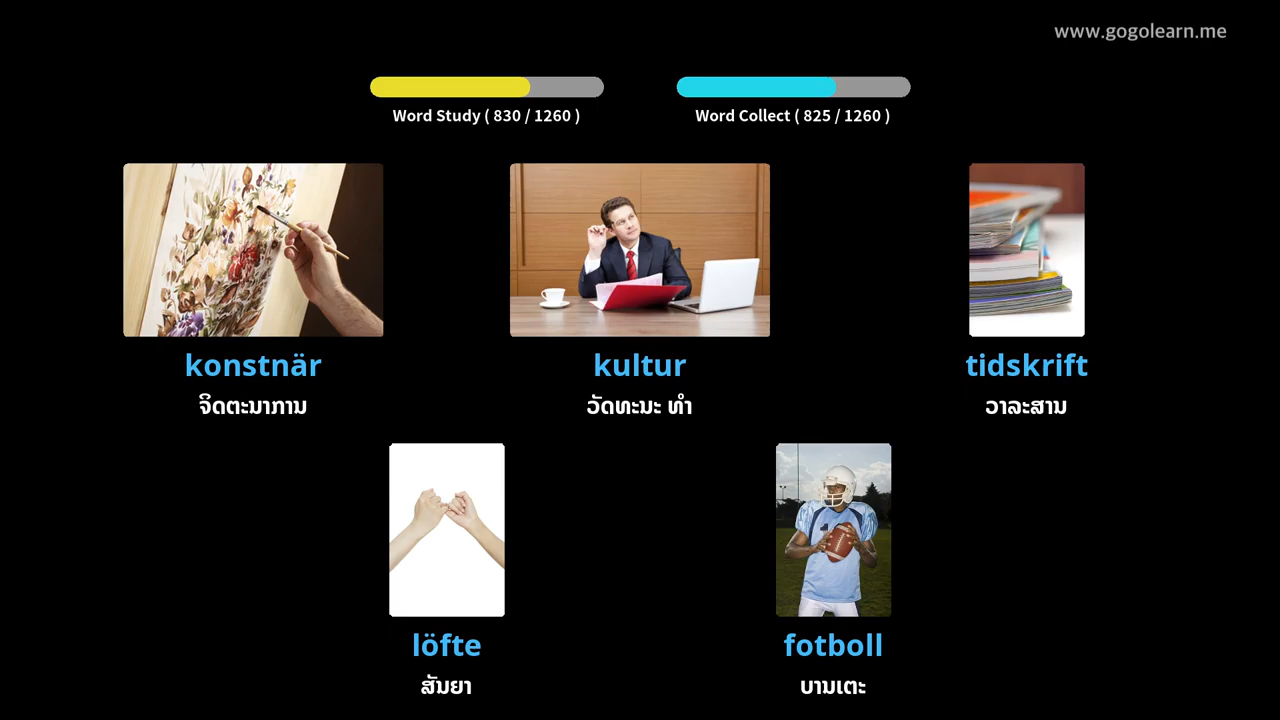 www.gogolearn.me
Word Study ( 830 / 1260 )
Word Collect ( 825 / 1260 )
konstnär
ຈິດຕະນາການ
kultur
ວັດທະນະ ທຳ
tidskrift
ວາລະສານ
löfte
ສັນຍາ
fotboll
ບານເຕະ